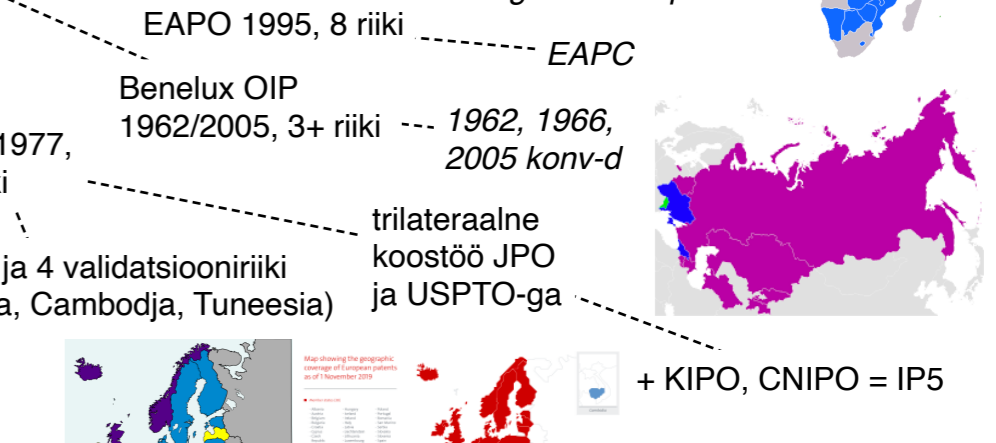 EAPO 1995, 8 riiki
EAPC
Benelux OIP
1962/2005, 3+ riiki
1962, 1966,
2005 konv-d
1977,
trilateraalne
koostöö JPO
ja USPTO-ga
ja 4 validatsiooniriiki
Cambodja, Tuneesia)
Map showing the geographic
coverage of European patents
as of 1 November 2019
+ KIPO, CNIPO = IP5